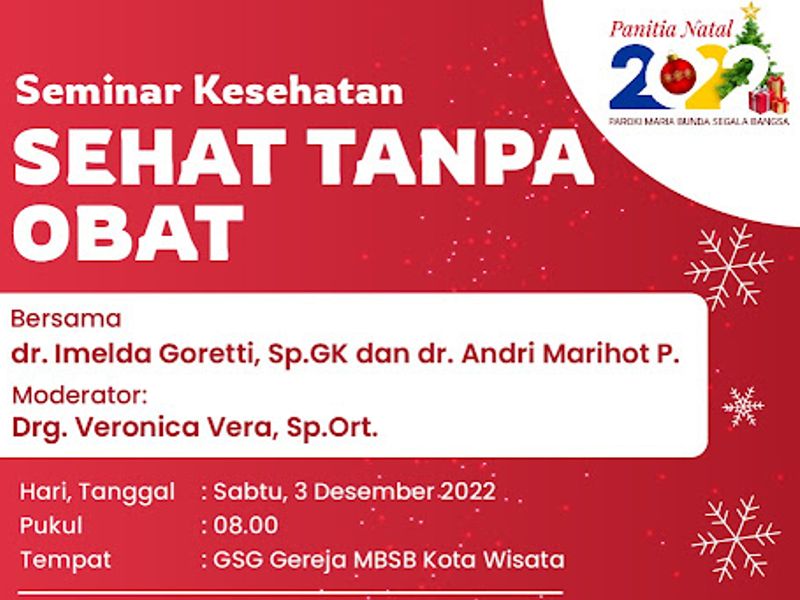 Panitia Natal
2022
PAROKI MARIA BUNDA SEGALA BANGSA
Seminar Kesehatan
SEHAT TANPA
OBAT
Bersama
dr. Imelda Goretti, Sp.GK dan dr. Andri Marihot P.
Moderator:
Drg. Veronica Vera, Sp.Ort.
Hari, Tanggal : Sabtu, 3 Desember 2022
Pukul : 08.00
Tempat : GSG Gereja MBSB Kota Wisata